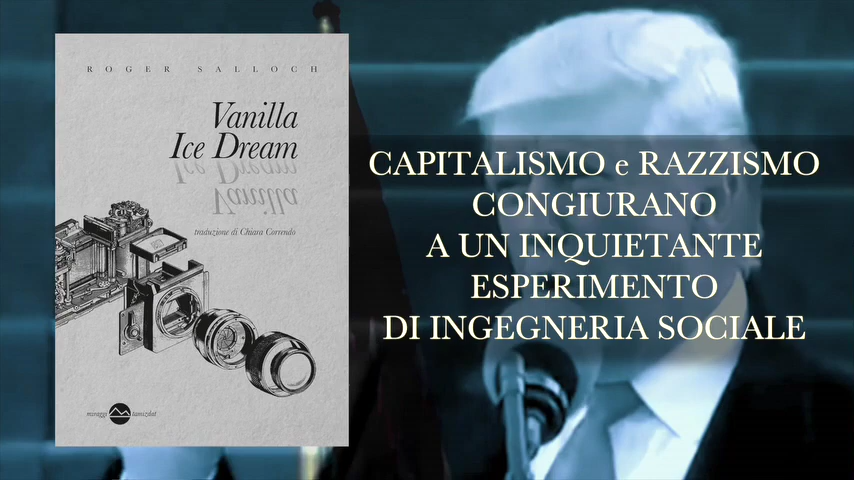 ROGER SALLOCH
Vanilla
Ice Dream
Ice Dream
Vanilla
traduzione di Chiara Correndo
miraggi tamizdat
CAPITALISMO e RAZZISMO
CONGIURANO
A UN INQUIETANTE
ESPERIMENTO
DI INGEGNERIA SOCIALE